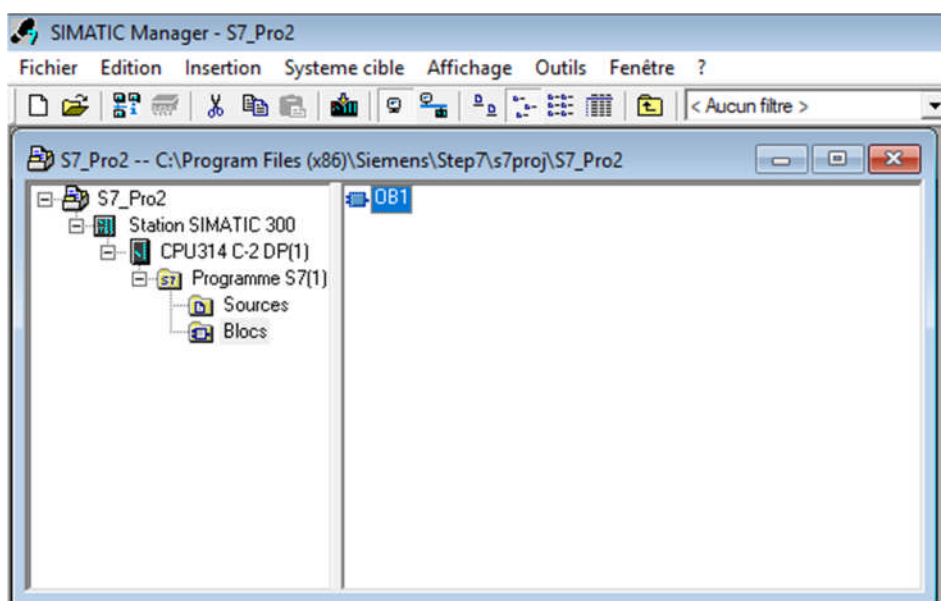 SIMATIC Manager - S7_Pro2
Fichier Edition Insertion Systeme cible Affichage Outils Fenêtre ?
< Aucun filtre >
S7_Pro2 -- C:\Program Files (x86)\Siemens\Step7\s7proj\S7_Pro2
S7_Pro2
OB1
Station SIMATIC 300
CPU314 C-2 DP(1)
S7 Programme S7(1)
Sources
Blocs